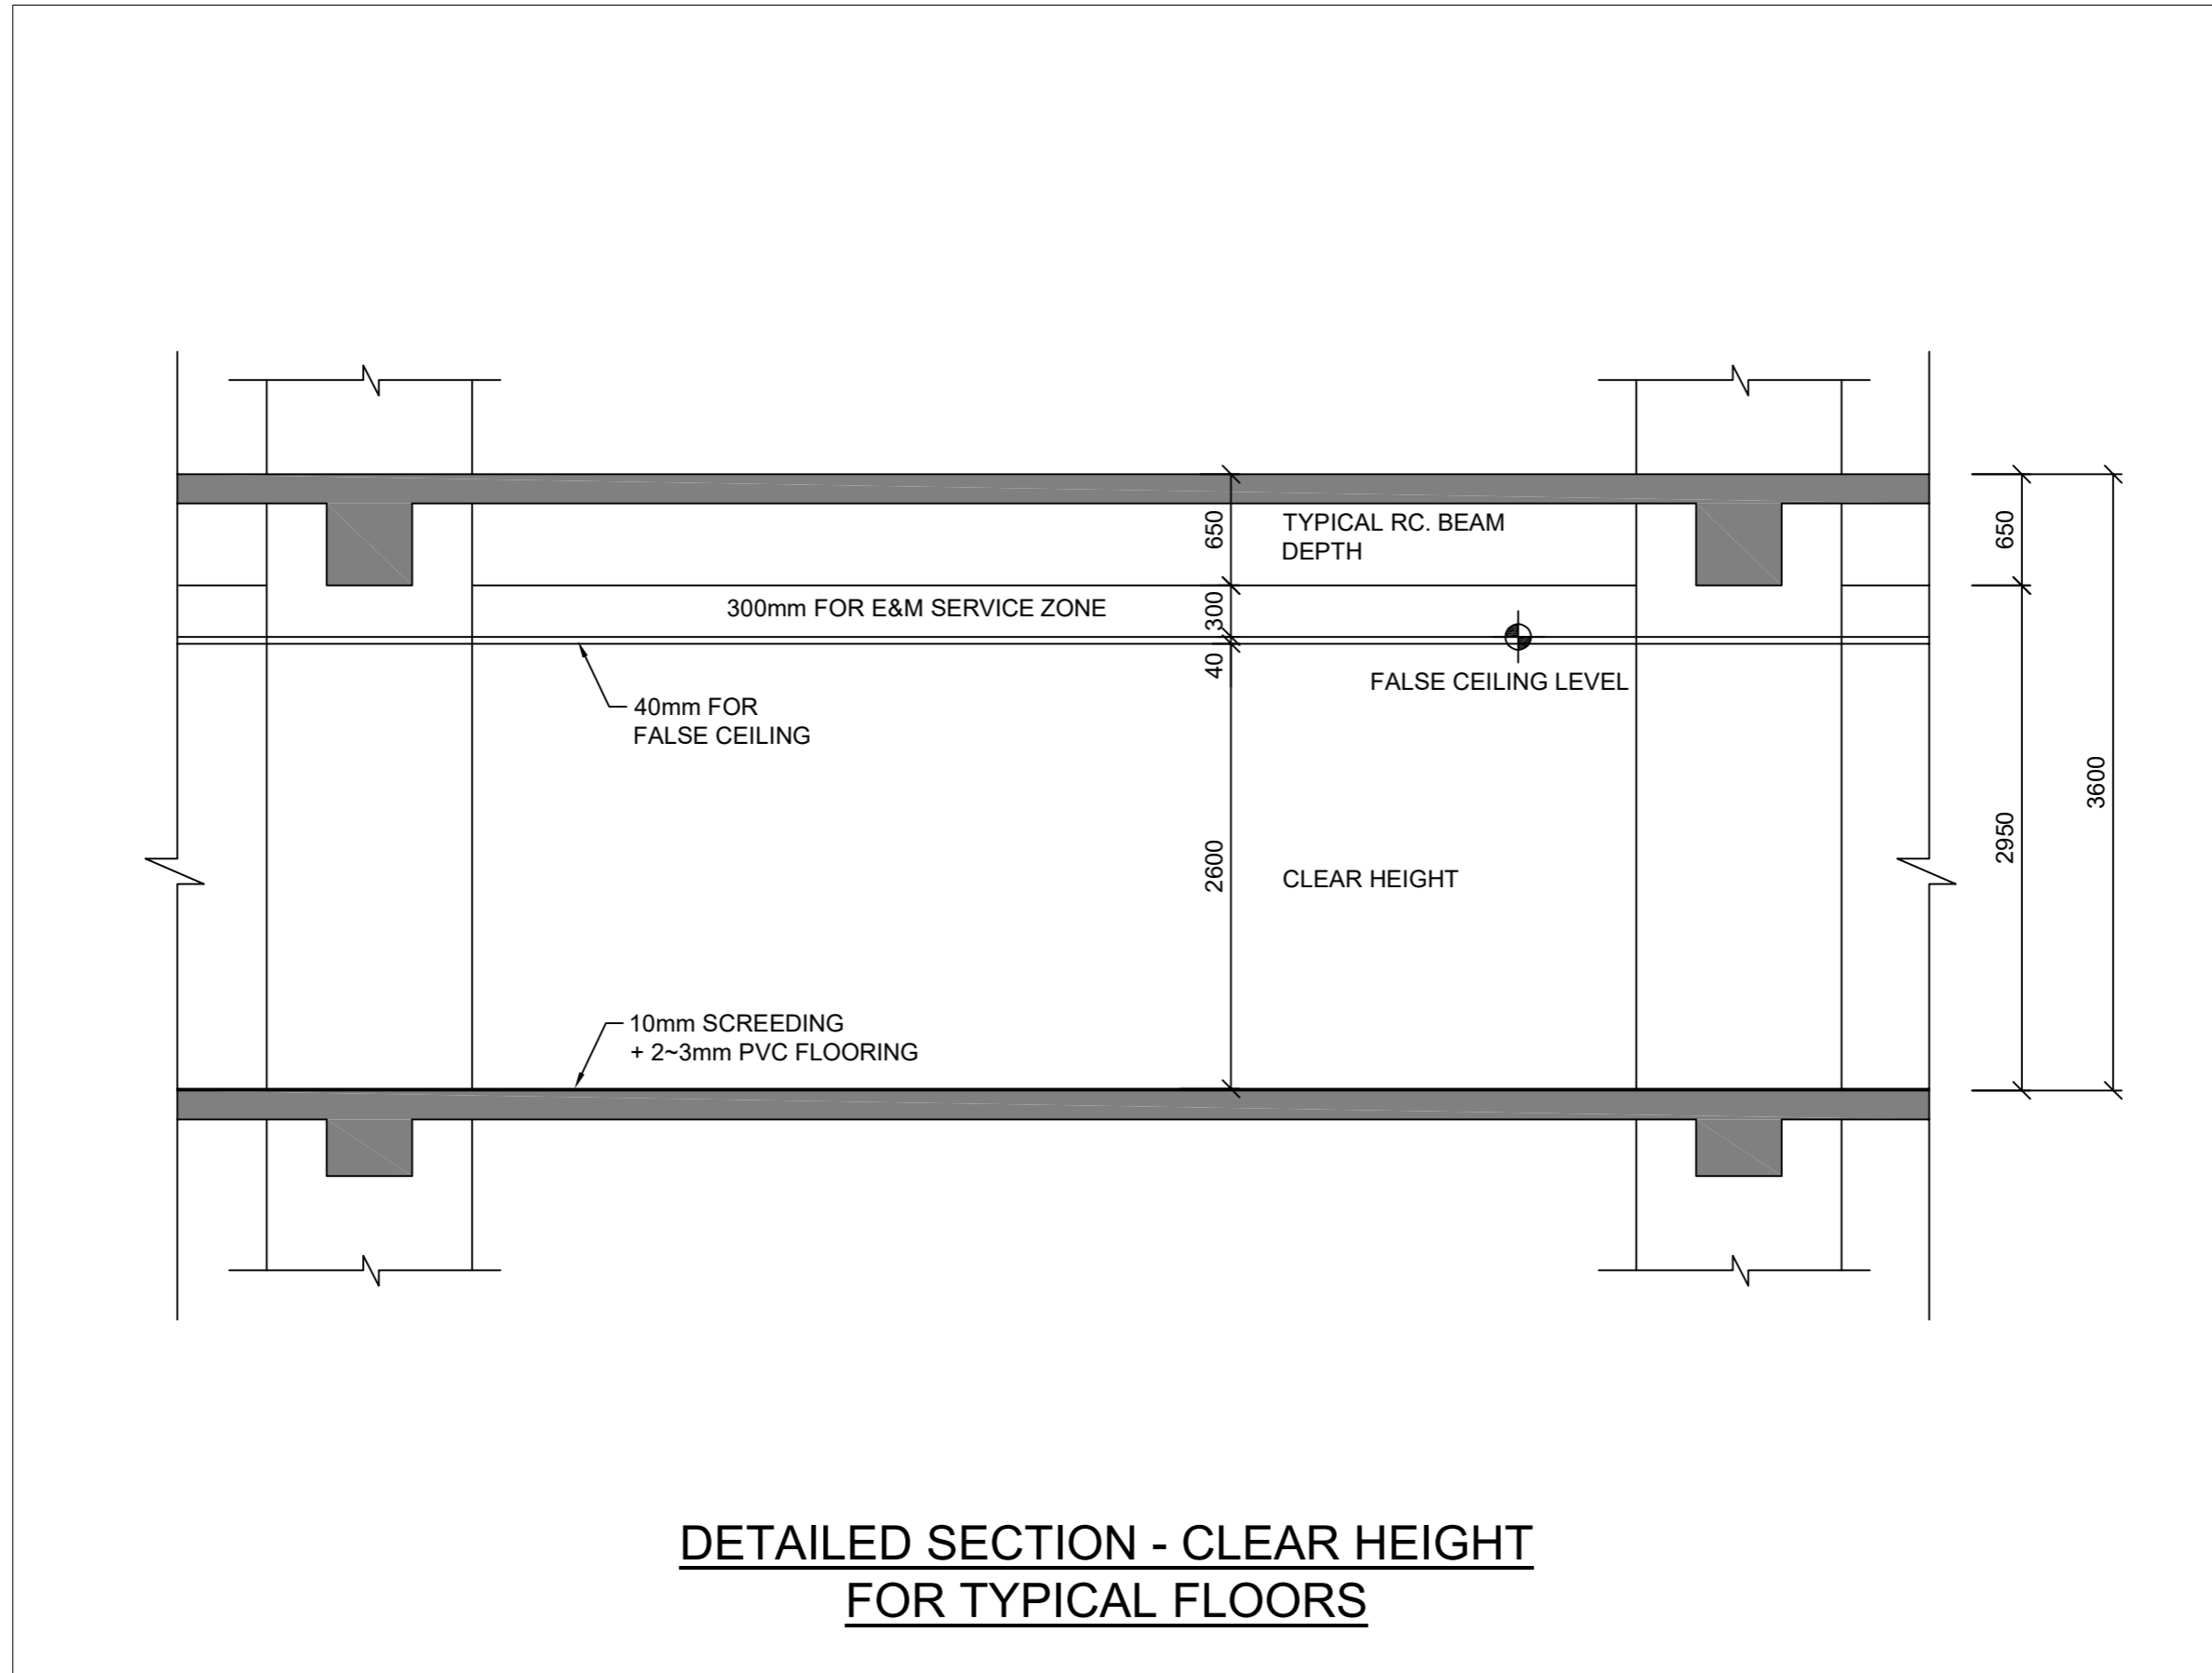 650
TYPICAL RC. BEAM
DEPTH
650
300mm FOR E&M SERVICE ZONE
300
40
FALSE CEILING LEVEL
40mm FOR
FALSE CEILING
3600
2950
2600
CLEAR HEIGHT
10mm SCREEDING
+ 2~3mm PVC FLOORING
DETAILED SECTION - CLEAR HEIGHT
FOR TYPICAL FLOORS